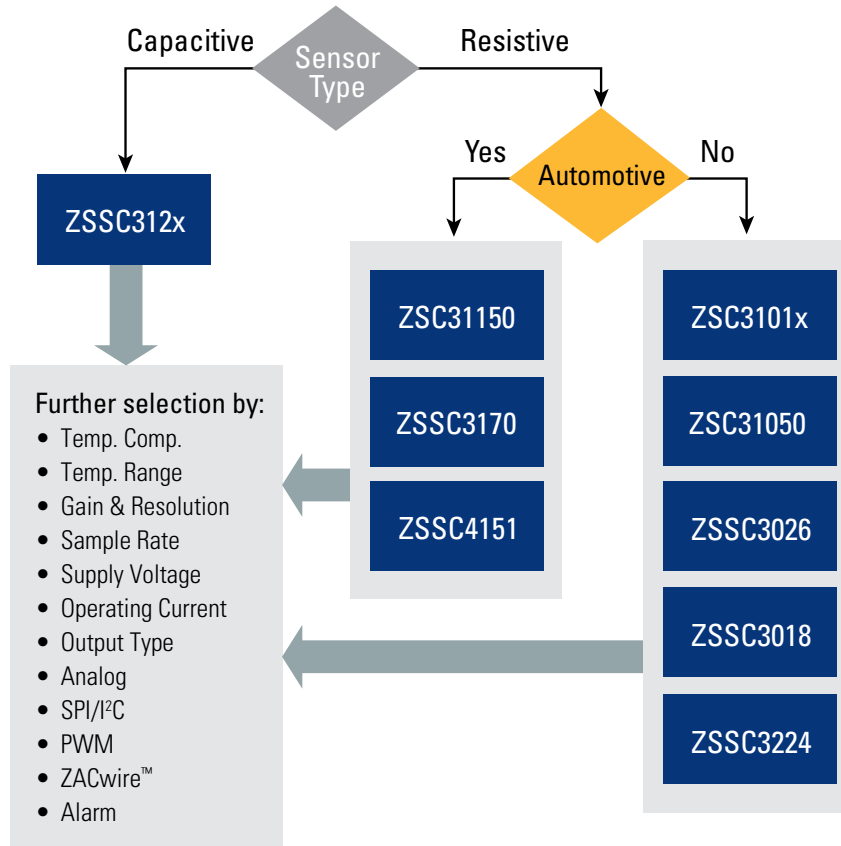 Capacitive
Sensor
Type
Resistive
Yes
Automotive
No
ZSSC312x
ZSC31150
ZSSC3170
ZSSC4151
ZSC3101x
ZSC31050
ZSSC3026
ZSSC3018
ZSSC3224
Further selection by:
• Temp. Comp.
• Temp. Range
• Gain & Resolution
• Sample Rate
• Supply Voltage
• Operating Current
• Output Type
• Analog
• SPI/I²C
• PWM
• ZACwire™
• Alarm